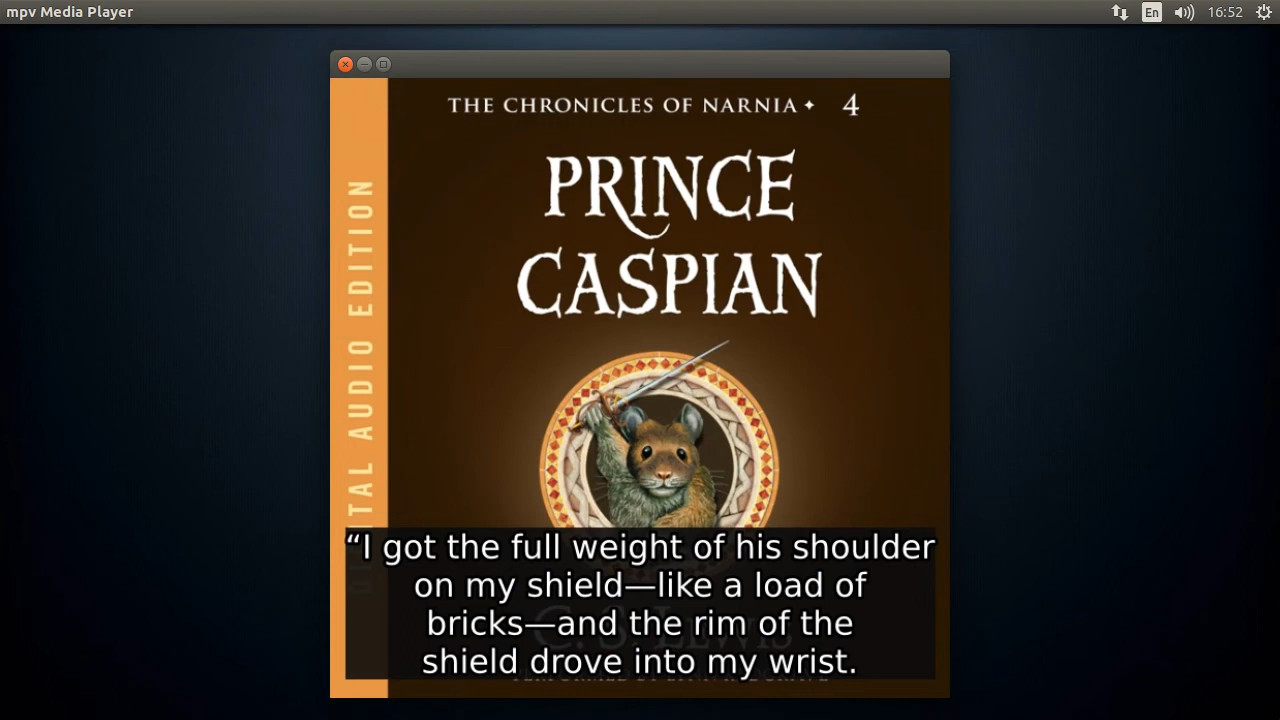 mpv Media Player
En
16:52
THE CHRONICLES OF NARNIA ✦ 4
PRINCE
CASPIAN
DIGITAL AUDIO EDITION
“I got the full weight of his shoulder
on my shield—like a load of
bricks—and the rim of the
shield drove into my wrist.
C. S. LEWIS